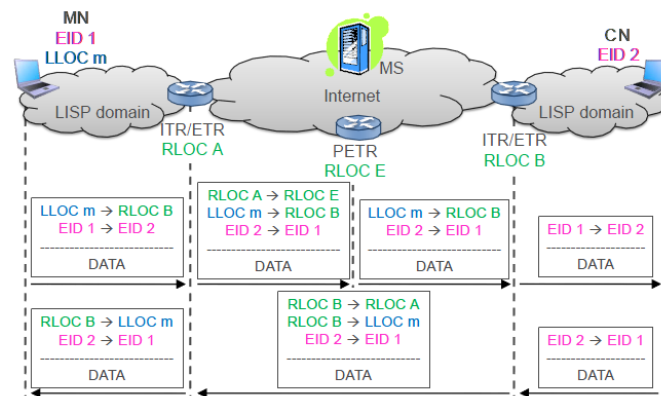 MN
EID 1
LLOC m
CN
EID 2
MS
Internet
LISP domain
LISP domain
ITR/ETR
RLOC A
PETR
RLOC E
ITR/ETR
RLOC B
LLOC m → RLOC B
EID 1 → EID 2
----------------------------
DATA
RLOC A → RLOC E
LLOC m → RLOC B
EID 2 → EID 1
----------------------------
DATA
LLOC m → RLOC B
EID 2 → EID 1
----------------------------
DATA
EID 1 → EID 2
----------------------------
DATA
RLOC B → LLOC m
EID 2 → EID 1
----------------------------
DATA
RLOC B → RLOC A
RLOC B → LLOC m
EID 2 → EID 1
----------------------------
DATA
EID 2 → EID 1
----------------------------
DATA